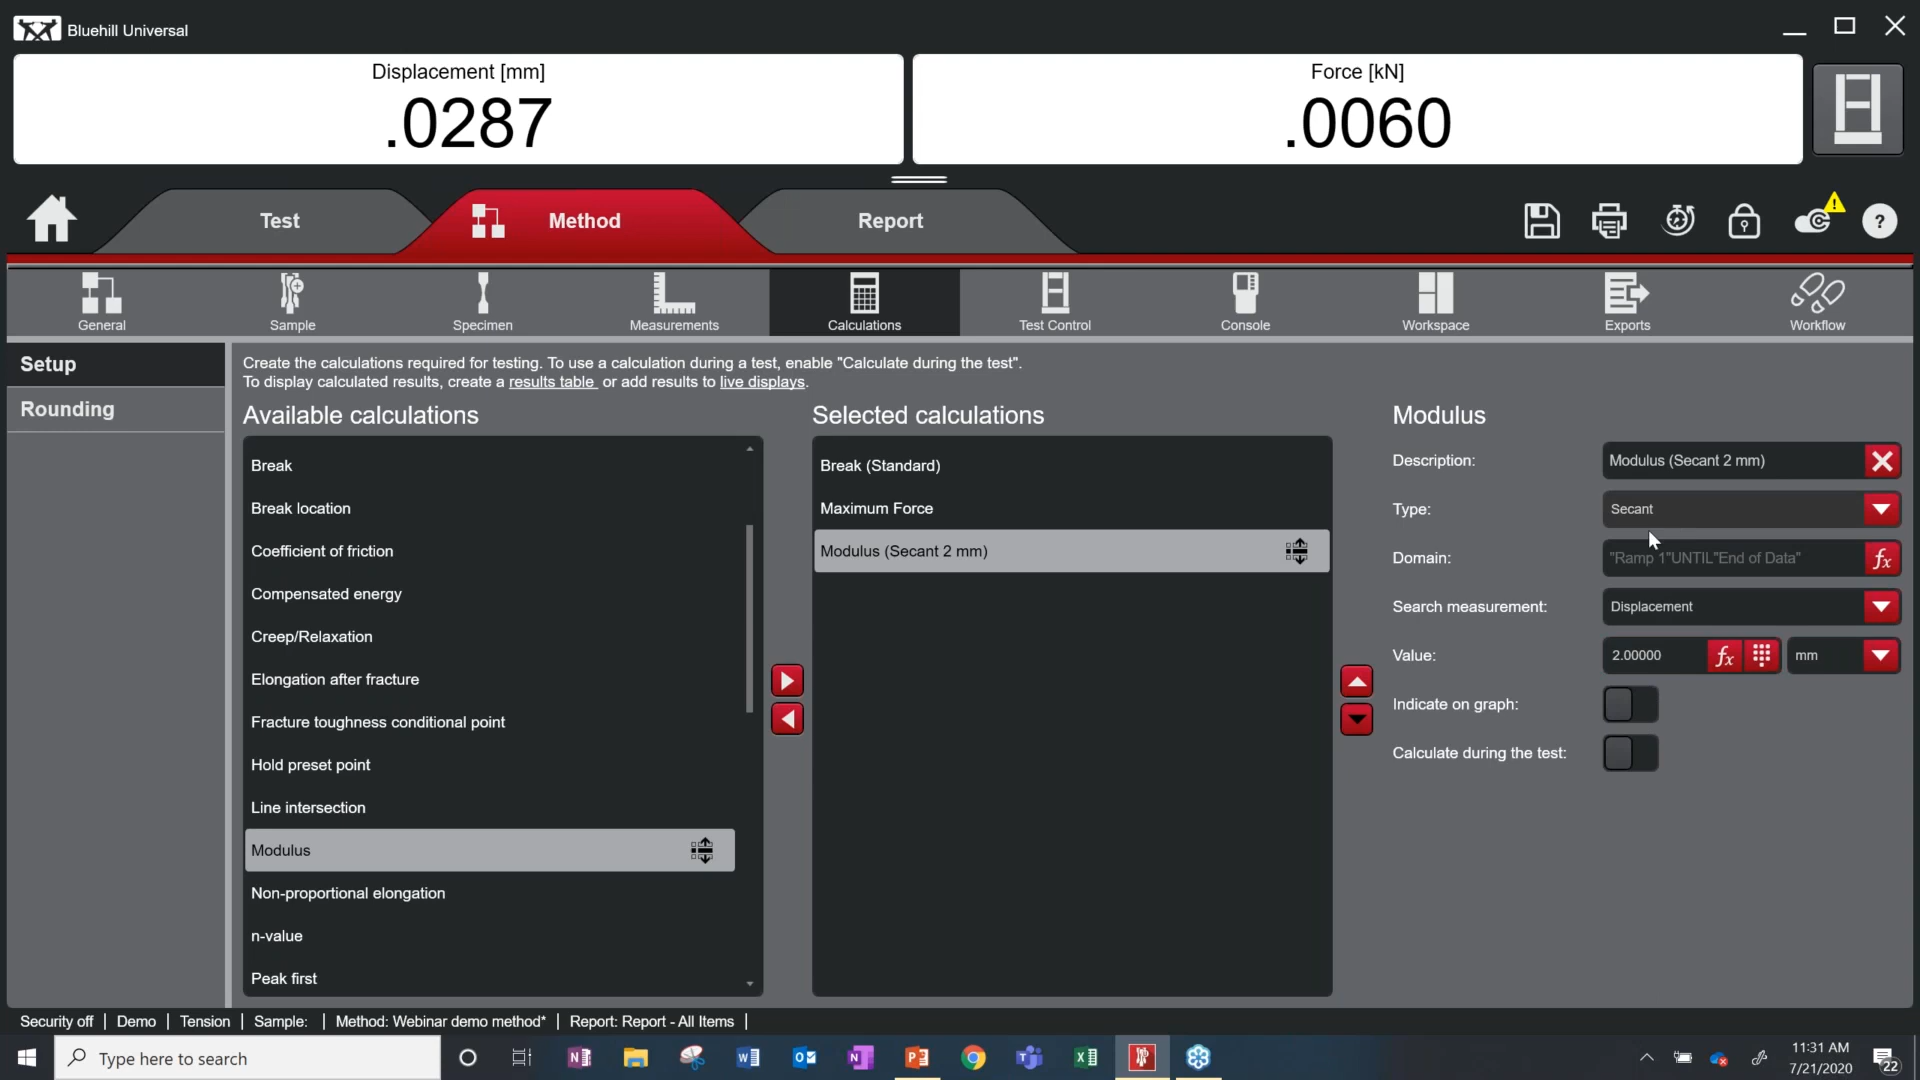 Bluehill Universal
Displacement [mm]
.0287
Force [kN]
.0060
Test
Method
Report
General
Sample
Specimen
Measurements
Calculations
Test Control
Console
Workspace
Exports
Workflow
Setup
Rounding
Create the calculations required for testing. To use a calculation during a test, enable "Calculate during the test".
To display calculated results, create a results table or add results to live displays.
Available calculations
Break
Break location
Coefficient of friction
Compensated energy
Creep/Relaxation
Elongation after fracture
Fracture toughness conditional point
Hold preset point
Line intersection
Modulus
Non-proportional elongation
n-value
Peak first
Selected calculations
Break (Standard)
Maximum Force
Modulus (Secant 2 mm)
Modulus
Description: Modulus (Secant 2 mm)
Type: Secant
Domain: "Ramp 1"UNTIL"End of Data" fx
Search measurement: Displacement
Value: 2.00000 fx mm
Indicate on graph:
Calculate during the test:
Security off | Demo | Tension | Sample: | Method: Webinar demo method* | Report: Report - All Items |
Type here to search
11:31 AM
7/21/2020
22